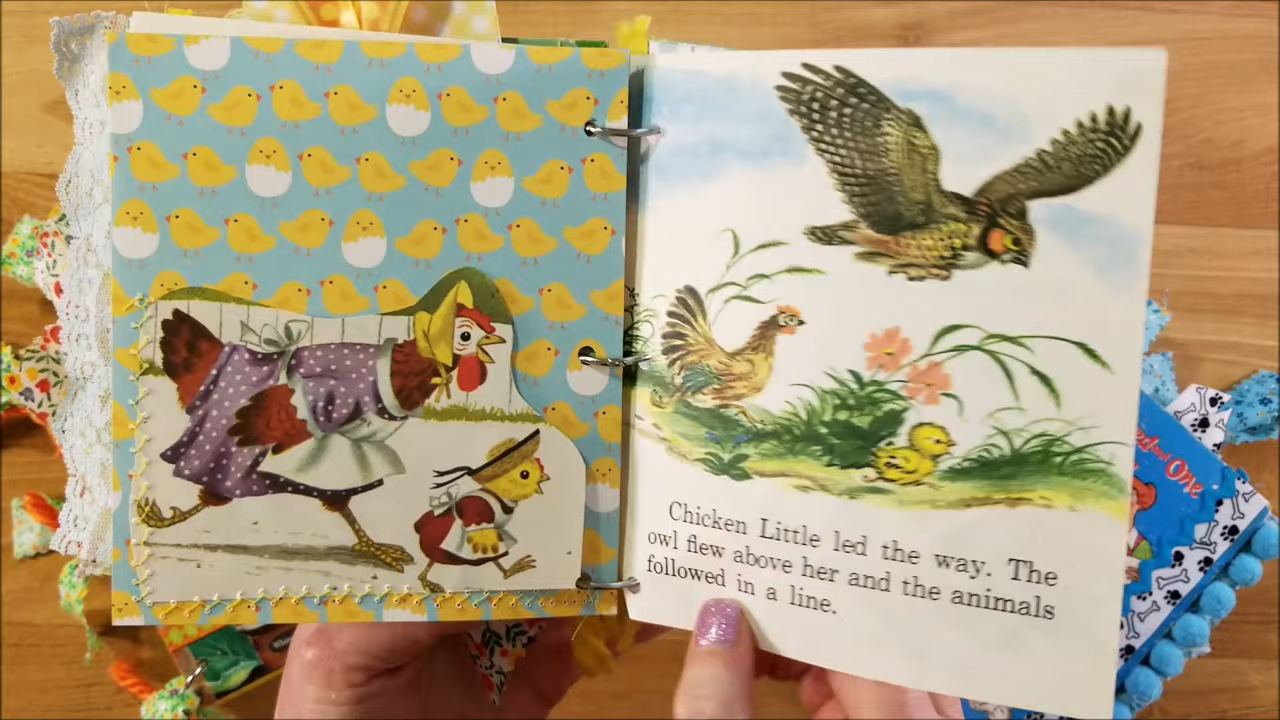 Chicken Little led the way. The
owl flew above her and the animals
followed in a line.